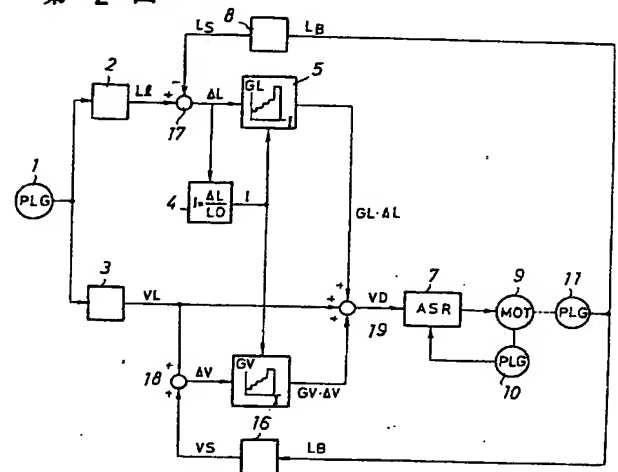 第 2 図
8
LS
LB
2
Lℓ
-
+
17
ΔL
5
GL
I
1
PLG
4
I=ΔL/LO
I
GL·ΔL
3
VL
+
+
+
VD
19
7
ASR
9
MOT
11
PLG
10
PLG
+
18
+
ΔV
GV
I
GV·ΔV
VS
16
LB